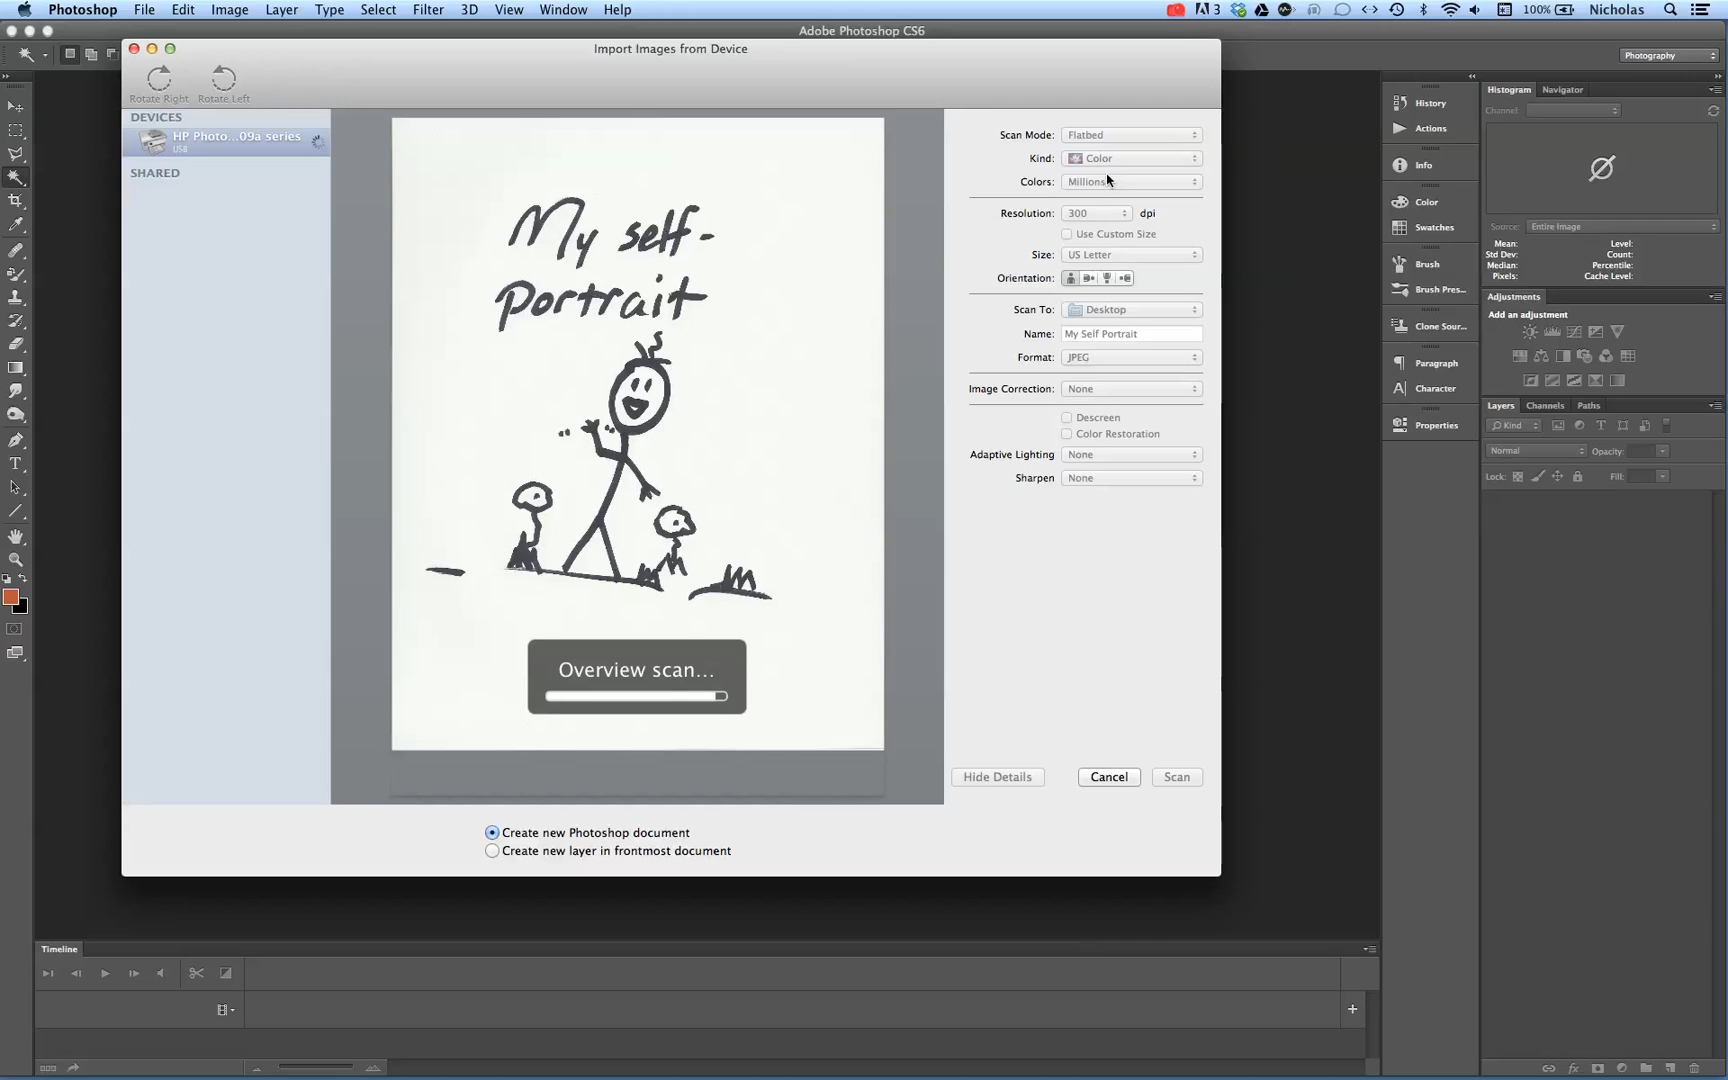 Photoshop File Edit Image Layer Type Select Filter 3D View Window Help
3 100% Nicholas
Adobe Photoshop CS6
Photography
Import Images from Device
Rotate Right Rotate Left
DEVICES
HP Photo...09a series
USB
SHARED
My self-
portrait
Overview scan...
Scan Mode: Flatbed
Kind: Color
Colors: Millions
Resolution: 300 dpi
Use Custom Size
Size: US Letter
Orientation:
Scan To: Desktop
Name: My Self Portrait
Format: JPEG
Image Correction: None
Descreen
Color Restoration
Adaptive Lighting None
Sharpen None
Hide Details Cancel Scan
Create new Photoshop document
Create new layer in frontmost document
History
Actions
Info
Color
Swatches
Brush
Brush Pres...
Clone Sour...
Paragraph
Character
Properties
Histogram Navigator
Channel:
Source: Entire Image
Mean: Level:
Std Dev: Count:
Median: Percentile:
Pixels: Cache Level:
Adjustments
Add an adjustment
Layers Channels Paths
Kind
Normal Opacity:
Lock: Fill:
Timeline